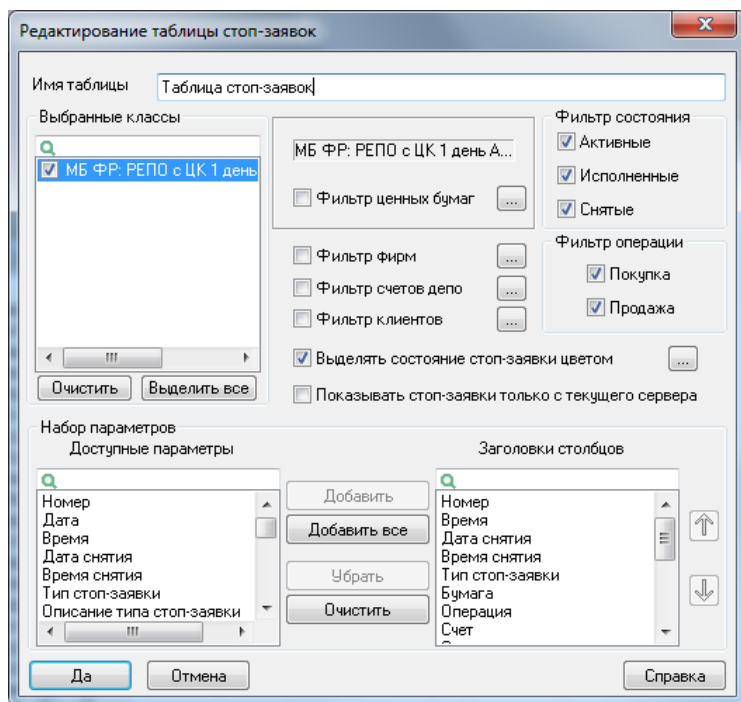 Редактирование таблицы стоп-заявок
Имя таблицы Таблица стоп-заявок
Выбранные классы
МБ ФР: РЕПО с ЦК 1 день
Очистить Выделить все
МБ ФР: РЕПО с ЦК 1 день А...
Фильтр ценных бумаг ...
Фильтр состояния
Активные
Исполненные
Снятые
Фильтр фирм ...
Фильтр счетов депо ...
Фильтр клиентов ...
Фильтр операции
Покупка
Продажа
Выделять состояние стоп-заявки цветом ...
Показывать стоп-заявки только с текущего сервера
Набор параметров
Доступные параметры
Номер
Дата
Время
Дата снятия
Время снятия
Тип стоп-заявки
Описание типа стоп-заявки
Добавить
Добавить все
Убрать
Очистить
Заголовки столбцов
Номер
Время
Дата снятия
Время снятия
Тип стоп-заявки
Бумага
Операция
Счет
Да Отмена Справка